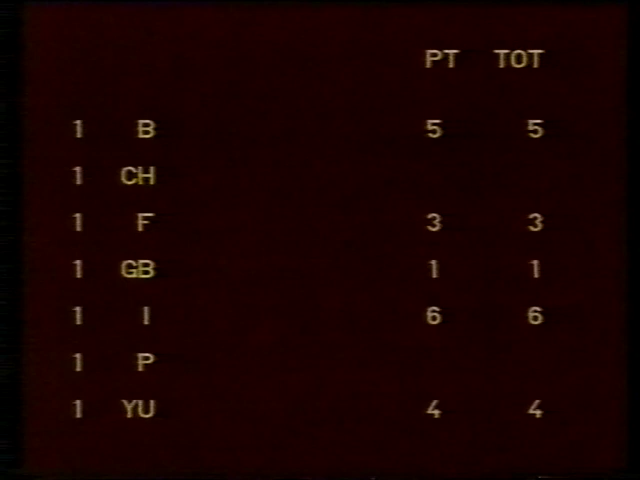 PT TOT
1 B 5 5
1 CH
1 F 3 3
1 GB 1 1
1 I 6 6
1 P
1 YU 4 4